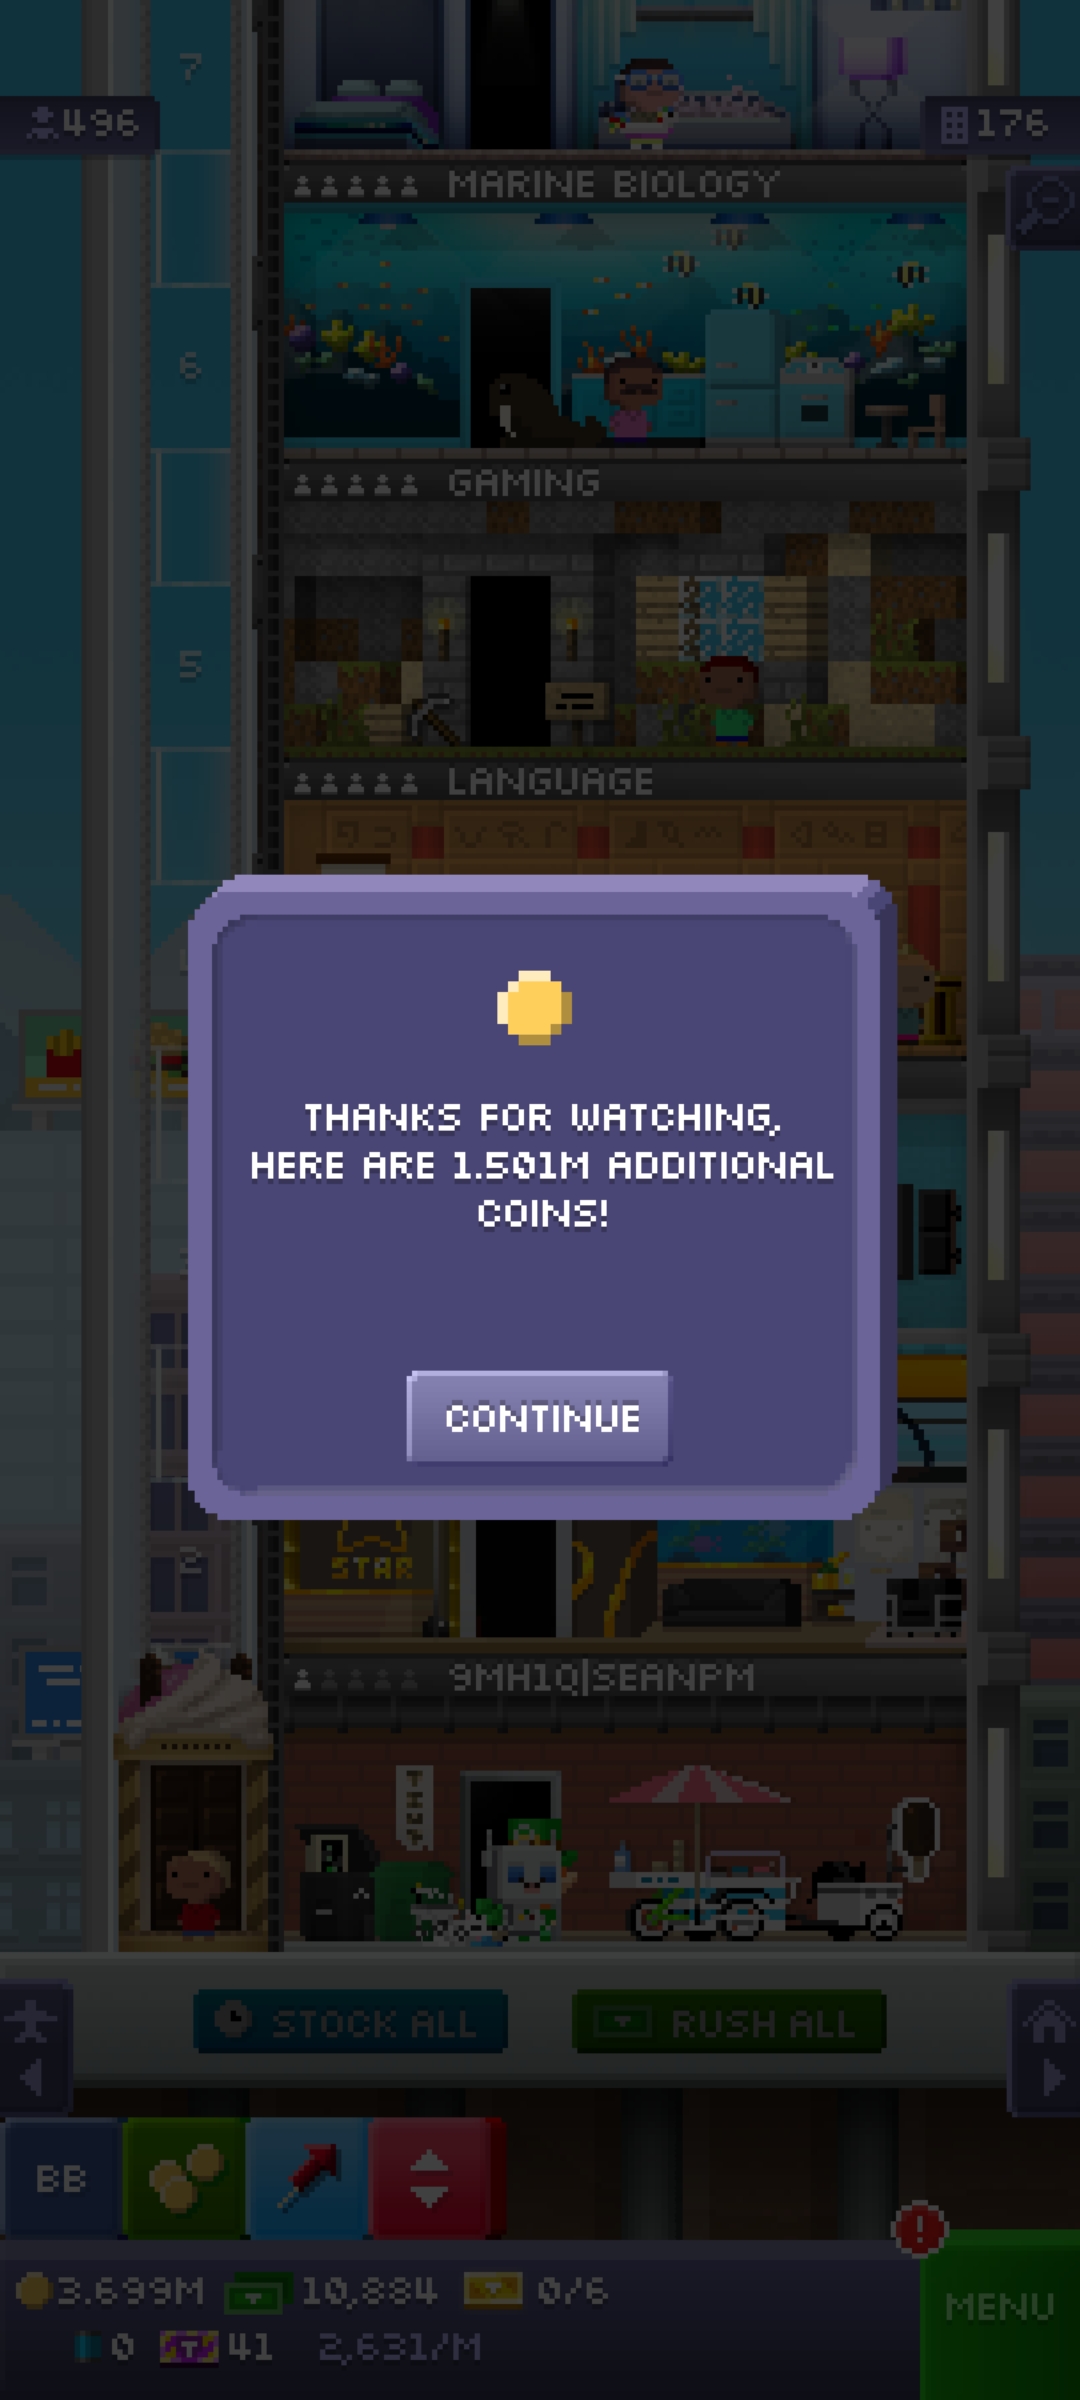 7
496
176
MARINE BIOLOGY
6
GAMING
5
LANGUAGE
THANKS FOR WATCHING,
HERE ARE 1.501M ADDITIONAL
COINS!
CONTINUE
STAR
2
9MH1Q|SEANPM
TINY
STOCK ALL
RUSH ALL
BB
!
3.699M
10,884
0/6
MENU
0
T
41
2,631/M